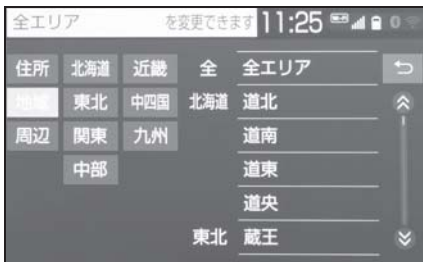 全エリア を変更できます 11:25
住所 北海道 近畿 全 全エリア
地域 東北 中四国 北海道 道北
周辺 関東 九州 道南
中部 道東
道央
東北 蔵王